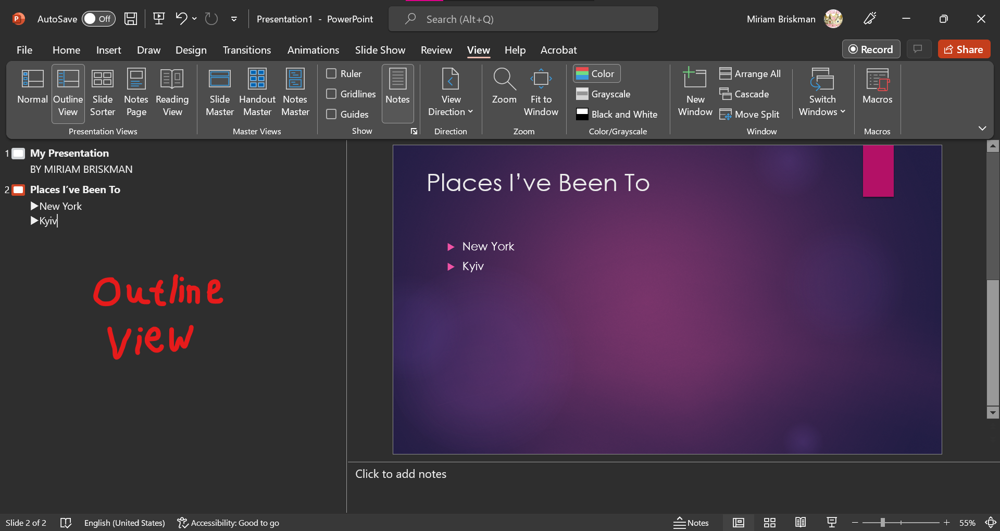 AutoSave Off Presentation1 - PowerPoint Search (Alt+Q) Miriam Briskman
File Home Insert Draw Design Transitions Animations Slide Show Review View Help Acrobat Record Share
Normal
Outline View
Slide Sorter
Notes Page
Reading View
Presentation Views
Slide Master
Handout Master
Notes Master
Master Views
Ruler
Gridlines
Guides
Notes
Show
View Direction
Direction
Zoom
Fit to Window
Zoom
Color
Grayscale
Black and White
Color/Grayscale
New Window
Arrange All
Cascade
Move Split
Switch Windows
Window
Macros
Macros
1 My Presentation
BY MIRIAM BRISKMAN
2 Places I’ve Been To
New York
Kyiv
Outline
View
Places I’ve Been To
New York
Kyiv
Click to add notes
Slide 2 of 2 English (United States) Accessibility: Good to go Notes 55%